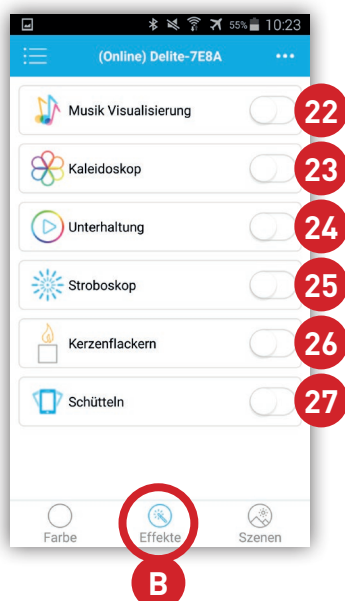 55% 10:23
(Online) Delite-7E8A
Musik Visualisierung 22
Kaleidoskop 23
Unterhaltung 24
Stroboskop 25
Kerzenflackern 26
Schütteln 27
Farbe Effekte Szenen
B